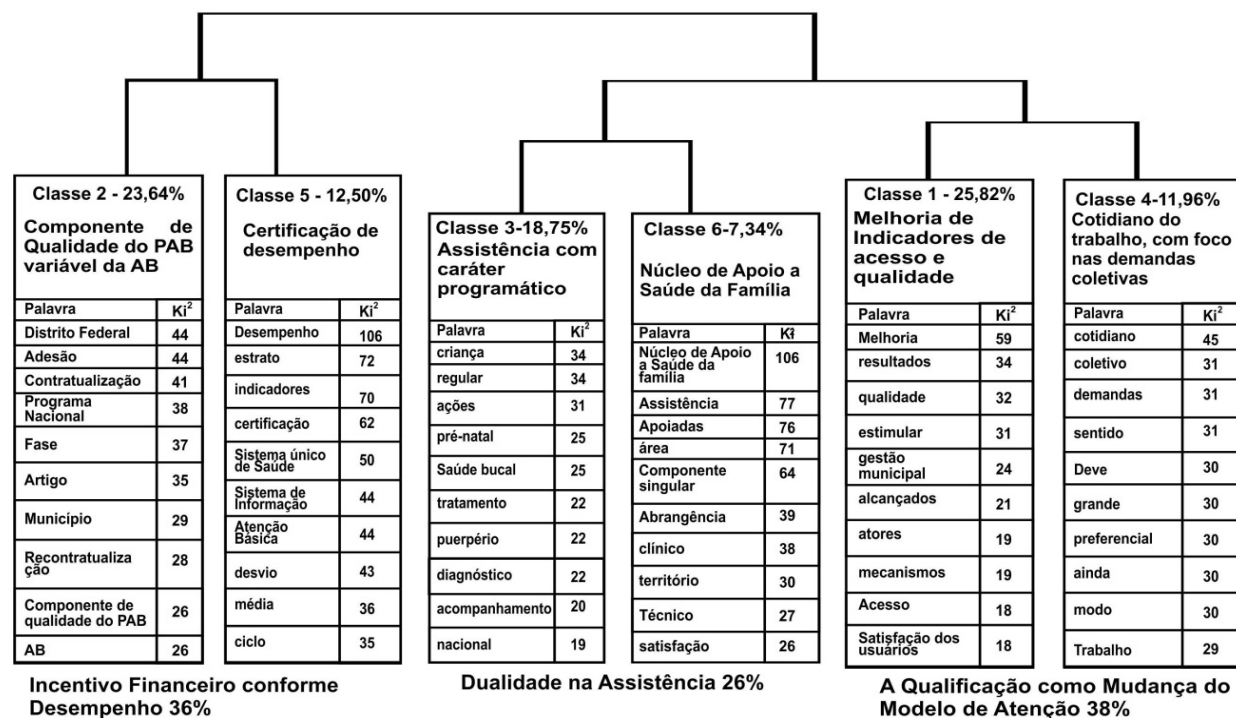 Classe 2 - 23,64%
Componente de
Qualidade do PAB
variável da AB
Palavra Ki²
Distrito Federal 44
Adesão 44
Contratualização 41
Programa
Nacional 38
Fase 37
Artigo 35
Município 29
Recontratualiza
ção 28
Componente de
qualidade do PAB 26
AB 26
Classe 5 - 12,50%
Certificação de
desempenho
Palavra Ki²
Desempenho 106
estrato 72
indicadores 70
certificação 62
Sistema único
de Saúde 50
Sistema de
Informação 44
Atenção
Básica 44
desvio 43
média 36
ciclo 35
Incentivo Financeiro conforme
Desempenho 36%
Classe 3-18,75%
Assistência com
caráter
programático
Palavra Ki²
criança 34
regular 34
ações 31
pré-natal 25
Saúde bucal 25
tratamento 22
puerpério 22
diagnóstico 22
acompanhamento 20
nacional 19
Classe 6-7,34%
Núcleo de Apoio a
Saúde da Família
Palavra Ki²
Núcleo de Apoio
a Saúde da
família 106
Assistência 77
Apoiadas 76
área 71
Componente
singular 64
Abrangência 39
clínico 38
território 30
Técnico 27
satisfação 26
Dualidade na Assistência 26%
Classe 1 - 25,82%
Melhoria de
Indicadores de
acesso e
qualidade
Palavra Ki²
Melhoria 59
resultados 34
qualidade 32
estimular 31
gestão
municipal 24
alcançados 21
atores 19
mecanismos 19
Acesso 18
Satisfação dos
usuários 18
Classe 4-11,96%
Cotidiano do
trabalho, com foco
nas demandas
coletivas
Palavra Ki²
cotidiano 45
coletivo 31
demandas 31
sentido 31
Deve 30
grande 30
preferencial 30
ainda 30
modo 30
Trabalho 29
A Qualificação como Mudança do
Modelo de Atenção 38%